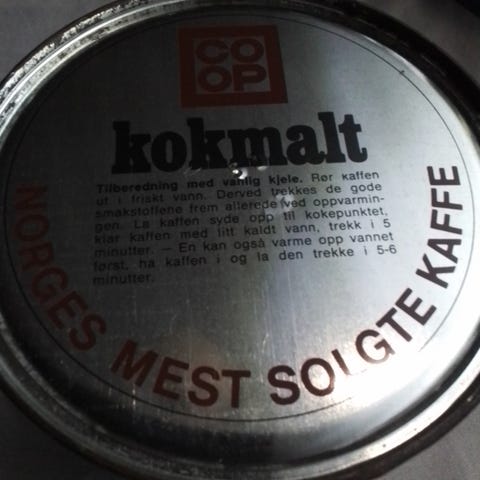 CO
OP
kokmalt
Tilberedning med vanlig kjele. Rør kaffen
ut i friskt vann. Derved trekkes de gode
smakstoffene frem allerede ved oppvarmin-
gen. La kaffen syde opp til kokepunktet,
klar kaffen med litt kaldt vann, trekk i 5
minutter. — En kan også varme opp vannet
først, ha kaffen i og la den trekke i 5-6
minutter.
NORGES MEST SOLGTE KAFFE